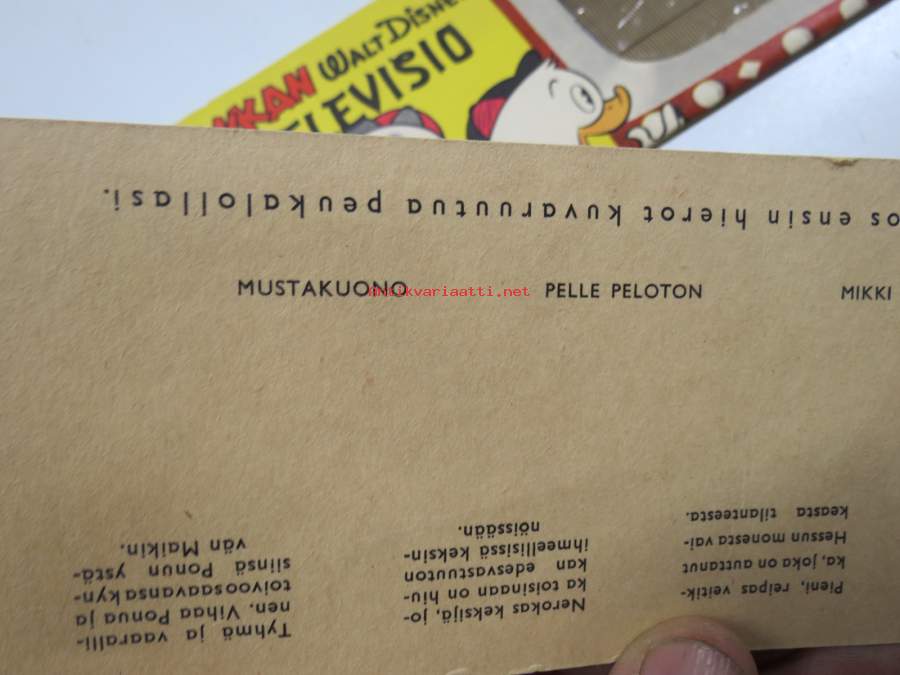 KKAN WALT DISNEY
TELEVISIO
os ensin hierot kuvaruutua peukalollasi.
MUSTAKUONO
PELLE PELOTON
MIKKI
antikvariaatti.net
Pieni, reipas veitik-
ka, joka on auttanut
Hessun monesta vai-
keasta tilanteesta.
Nerokas keksijä, jo-
ka toisinaan on hiu-
kan edesvastuuton
ihmeellisissä keksin-
nöissään.
Tyhmä ja vaaralli-
nen. Vihaa Ponua ja
toivoosaavansa kyn-
siinsä Ponun ystä-
vän Maikin.